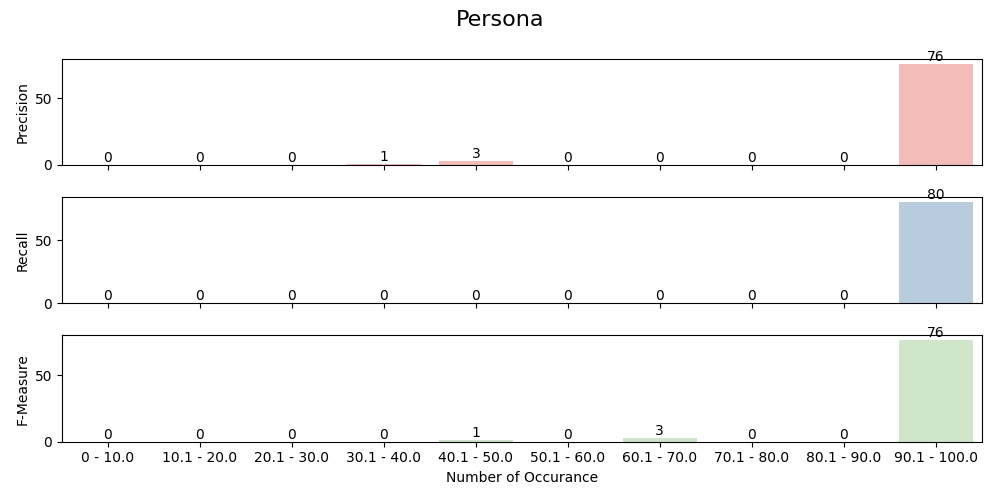 Persona
Precision
50
0
0 0 0 1 3 0 0 0 0 76
Recall
50
0
0 0 0 0 0 0 0 0 0 80
F-Measure
50
0
0 0 0 0 1 0 3 0 0 76
0 - 10.0 10.1 - 20.0 20.1 - 30.0 30.1 - 40.0 40.1 - 50.0 50.1 - 60.0 60.1 - 70.0 70.1 - 80.0 80.1 - 90.0 90.1 - 100.0
Number of Occurance